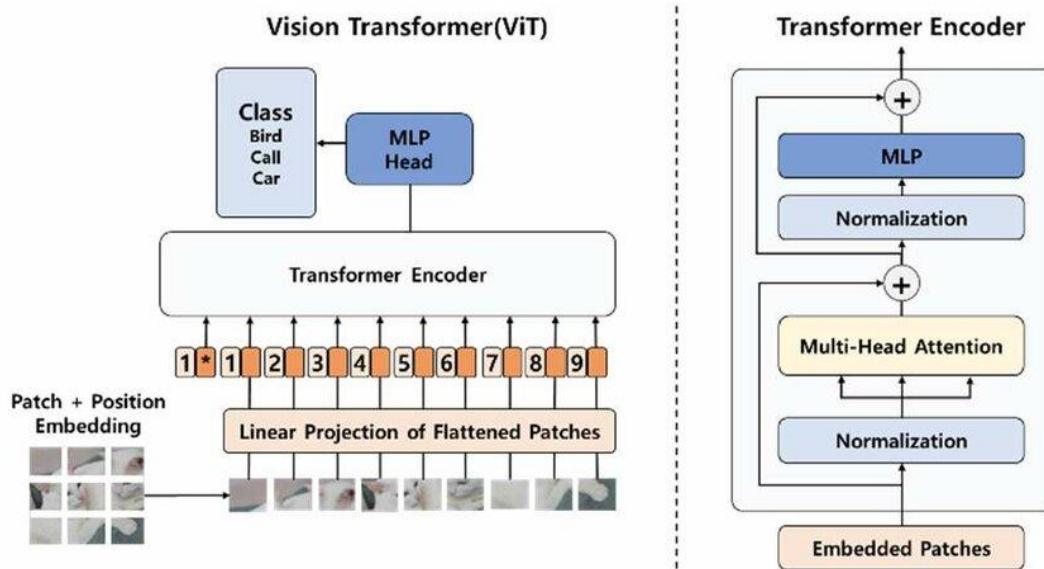 Vision Transformer(ViT)
Class
Bird
Call
Car
MLP
Head
Transformer Encoder
1 * 1 2 3 4 5 6 7 8 9
Patch + Position
Embedding
Linear Projection of Flattened Patches
Transformer Encoder
+
MLP
Normalization
+
Multi-Head Attention
Normalization
Embedded Patches